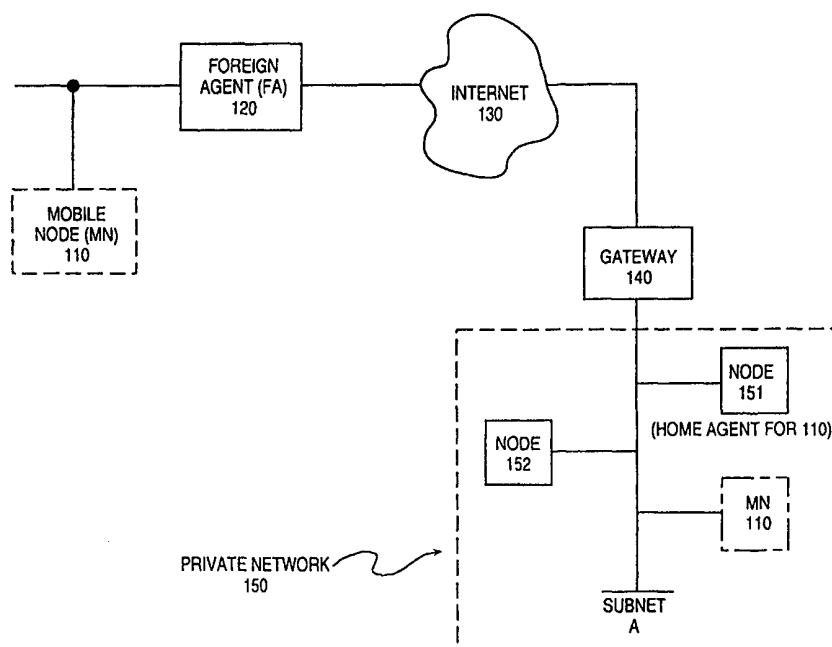 FOREIGN
AGENT (FA)
120
INTERNET
130
MOBILE
NODE (MN)
110
GATEWAY
140
NODE
151
(HOME AGENT FOR 110)
NODE
152
MN
110
PRIVATE NETWORK
150
SUBNET
A